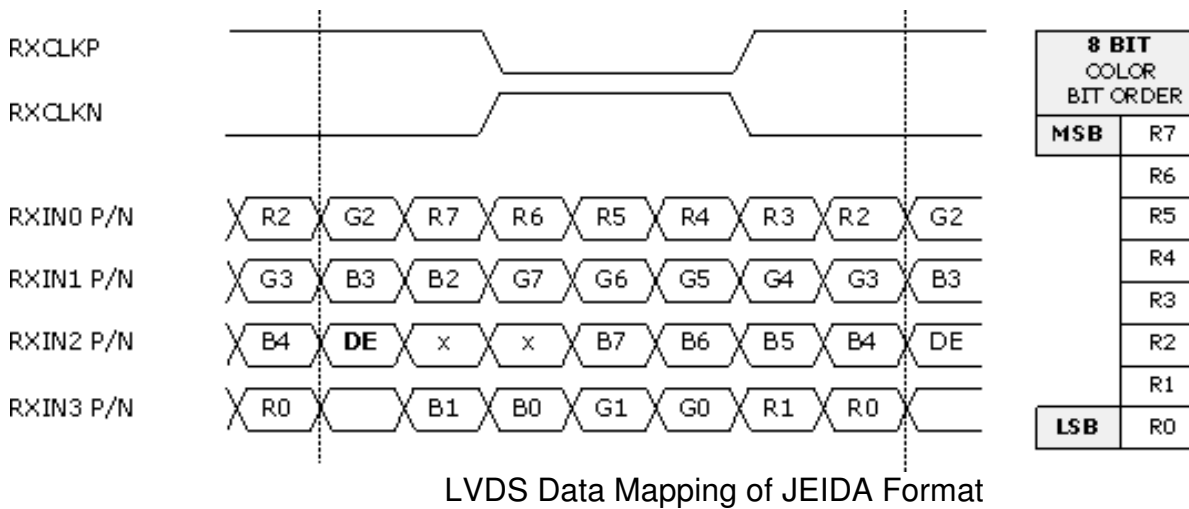 RXCLKP
RXCLKN
RXIN0 P/N R2 G2 R7 R6 R5 R4 R3 R2 G2
RXIN1 P/N G3 B3 B2 G7 G6 G5 G4 G3 B3
RXIN2 P/N B4 DE x x B7 B6 B5 B4 DE
RXIN3 P/N R0 B1 B0 G1 G0 R1 R0
8 BIT
COLOR
BIT ORDER
MSB R7
R6
R5
R4
R3
R2
R1
LSB R0
LVDS Data Mapping of JEIDA Format